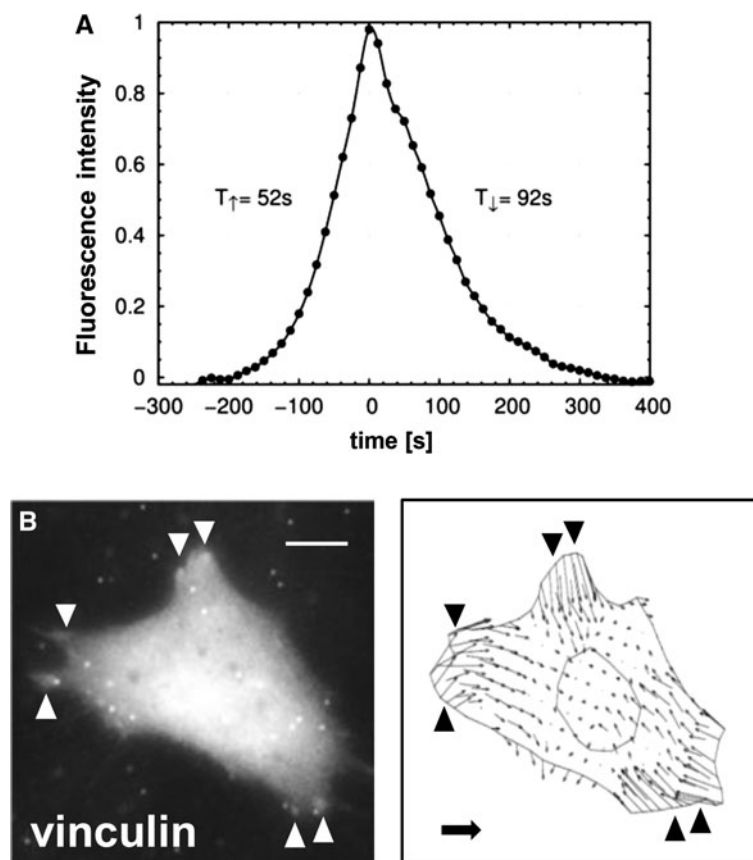 A
Fluorescence intensity
1
0.8
0.6
0.4
0.2
0
T↑= 52s
T↓= 92s
−300 −200 −100 0 100 200 300 400
time [s]
B
vinculin